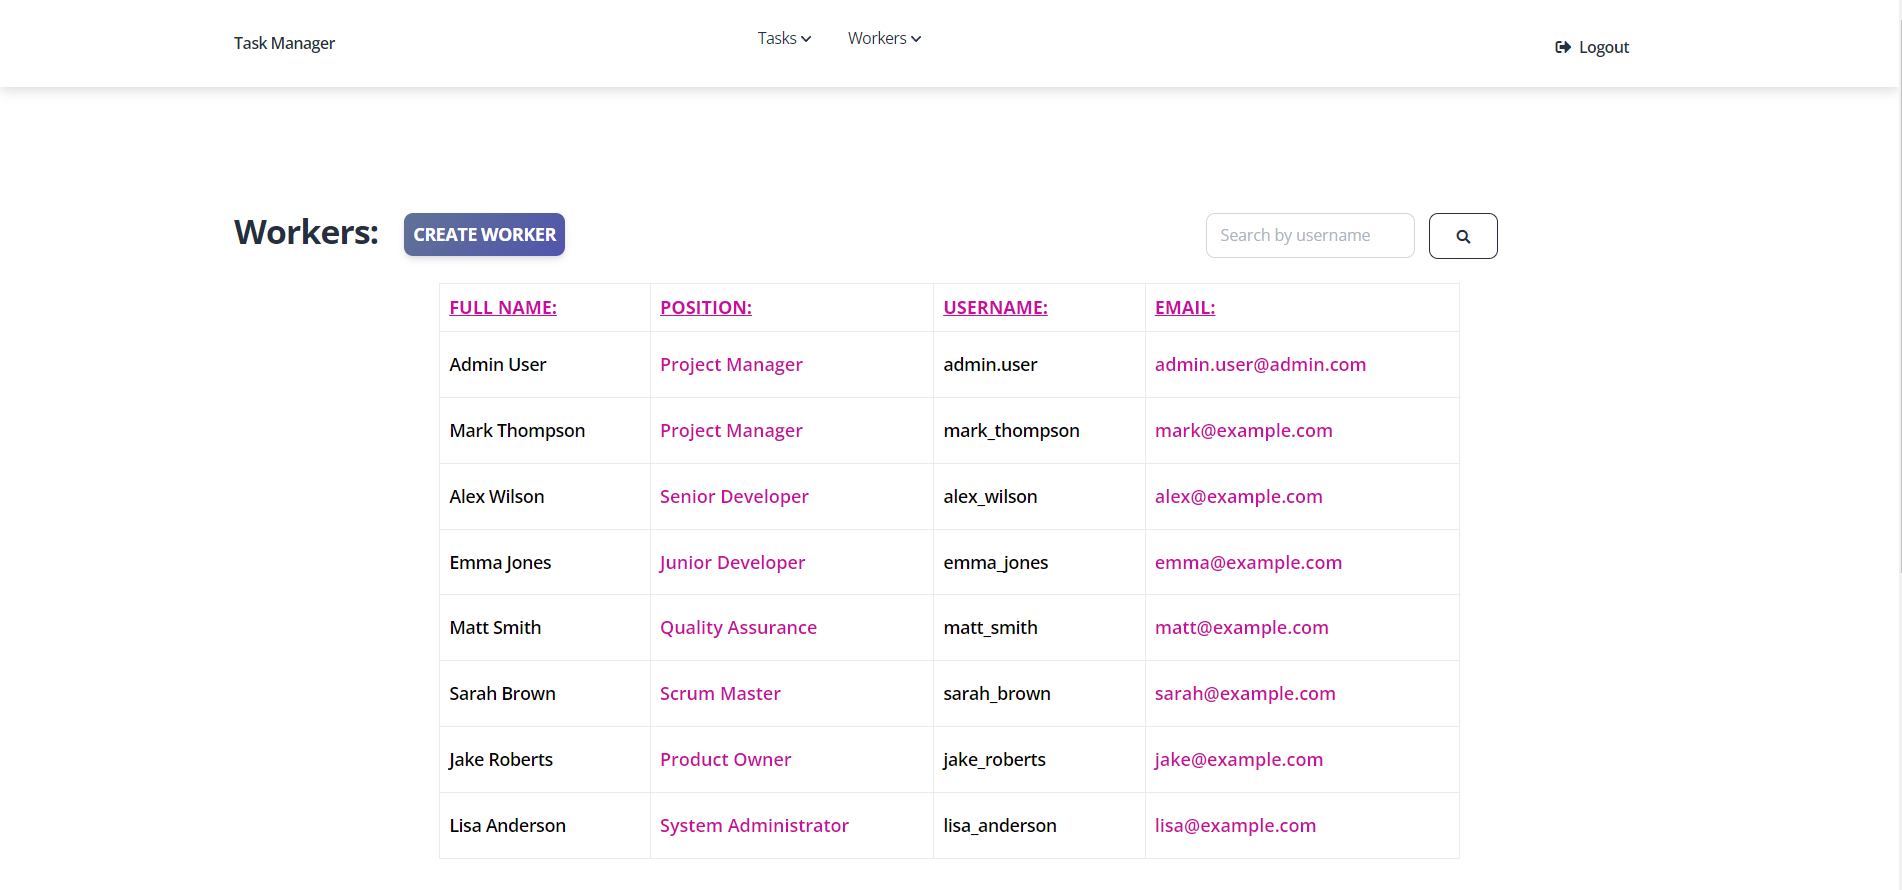 Task Manager Tasks Workers Logout
Workers: CREATE WORKER Search by username
FULL NAME: POSITION: USERNAME: EMAIL:
Admin User Project Manager admin.user admin.user@admin.com
Mark Thompson Project Manager mark_thompson mark@example.com
Alex Wilson Senior Developer alex_wilson alex@example.com
Emma Jones Junior Developer emma_jones emma@example.com
Matt Smith Quality Assurance matt_smith matt@example.com
Sarah Brown Scrum Master sarah_brown sarah@example.com
Jake Roberts Product Owner jake_roberts jake@example.com
Lisa Anderson System Administrator lisa_anderson lisa@example.com